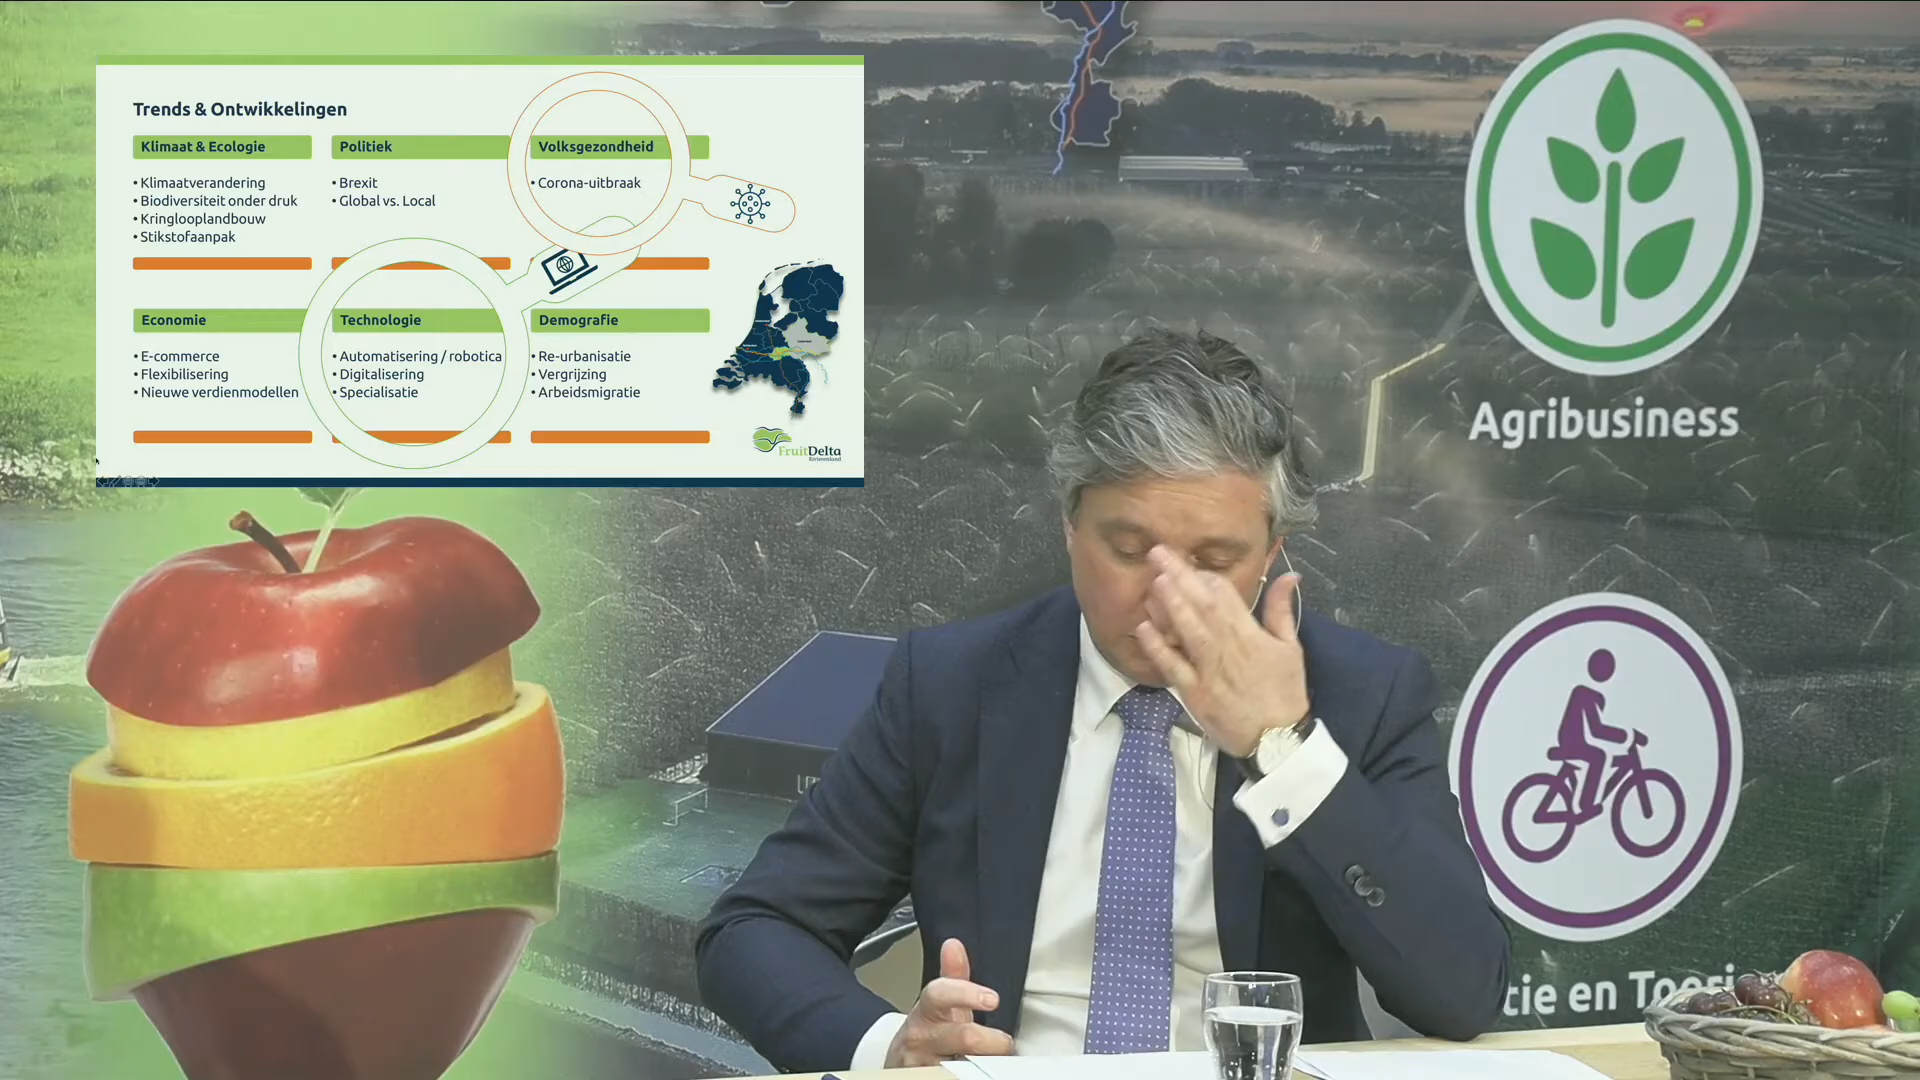 Trends & Ontwikkelingen
Klimaat & Ecologie
• Klimaatverandering
• Biodiversiteit onder druk
• Kringlooplandbouw
• Stikstofaanpak
Politiek
• Brexit
• Global vs. Local
Volksgezondheid
• Corona-uitbraak
Economie
• E-commerce
• Flexibilisering
• Nieuwe verdienmodellen
Technologie
• Automatisering / robotica
• Digitalisering
• Specialisatie
Demografie
• Re-urbanisatie
• Vergrijzing
• Arbeidsmigratie
FruitDelta
Rivierenland
Agribusiness
tie en Toeri